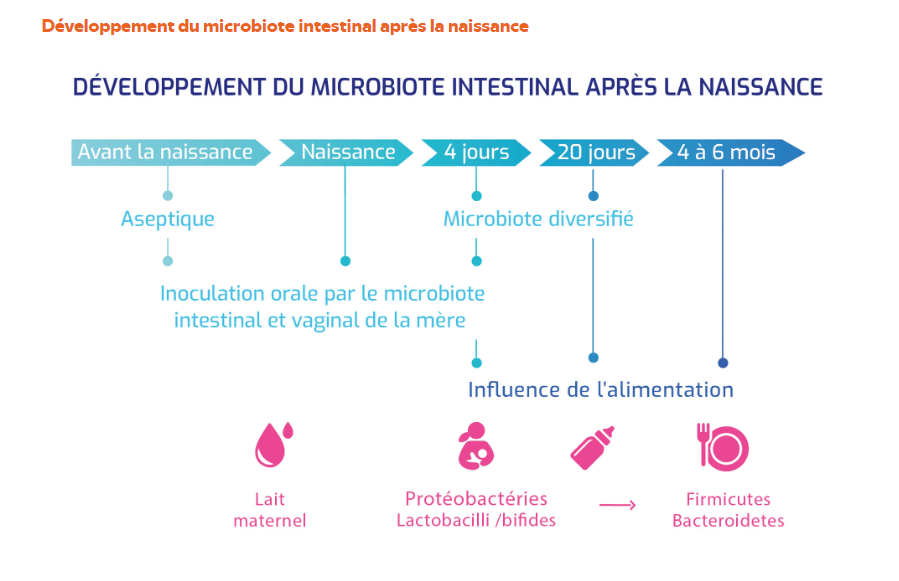 Développement du microbiote intestinal après la naissance
DÉVELOPPEMENT DU MICROBIOTE INTESTINAL APRÈS LA NAISSANCE
Avant la naissance
Naissance
4 jours
20 jours
4 à 6 mois
Aseptique
Microbiote diversifié
Inoculation orale par le microbiote
intestinal et vaginal de la mère
Influence de l'alimentation
Lait
maternel
Protéobactéries
Lactobacilli /bifides
Firmicutes
Bacteroidetes